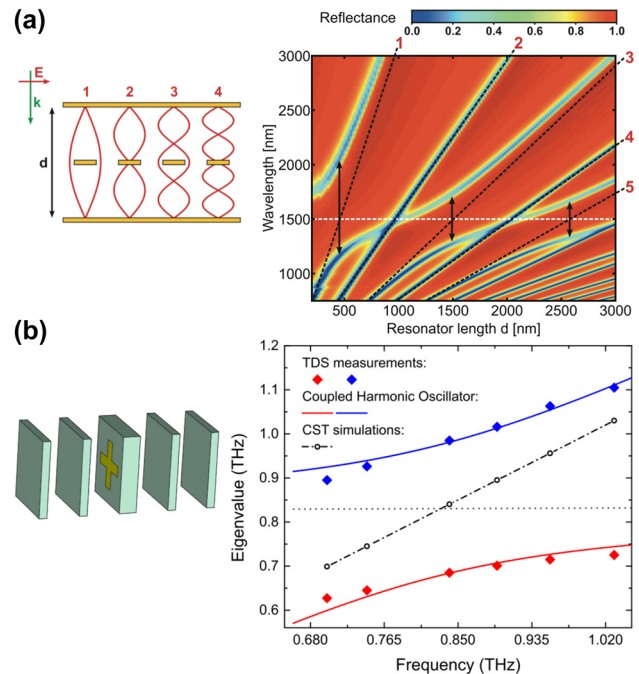 (a)
Reflectance
0.0 0.2 0.4 0.6 0.8 1.0
E
k
d
1 2 3 4
1 2 3
4
5
3000
2500
2000
1500
1000
Wavelength [nm]
500 1000 1500 2000 2500 3000
Resonator length d [nm]
(b)
TDS measurements:
Coupled Harmonic Oscillator:
CST simulations:
1.2
1.1
1.0
0.9
0.8
0.7
0.6
Eigenvalue (THz)
0.680 0.765 0.850 0.935 1.020
Frequency (THz)